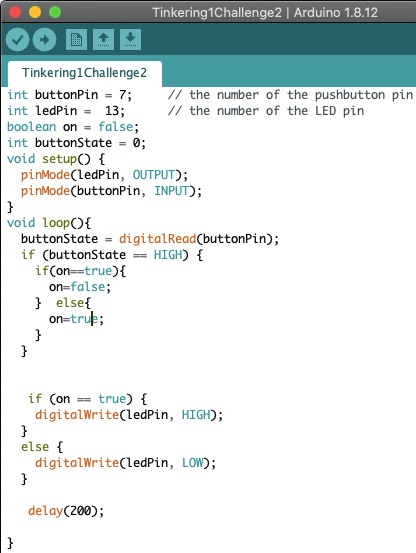 Tinkering1Challenge2 | Arduino 1.8.12
Tinkering1Challenge2
int buttonPin = 7;     // the number of the pushbutton pin
int ledPin =  13;      // the number of the LED pin
boolean on = false;
int buttonState = 0;
void setup() {
  pinMode(ledPin, OUTPUT);
  pinMode(buttonPin, INPUT);
}
void loop(){
  buttonState = digitalRead(buttonPin);
  if (buttonState == HIGH) {
    if(on==true){
      on=false;
    }  else{
      on=true;
    }
  }
   if (on == true) {
    digitalWrite(ledPin, HIGH);
  }
  else {
    digitalWrite(ledPin, LOW);
  }
   delay(200);
}